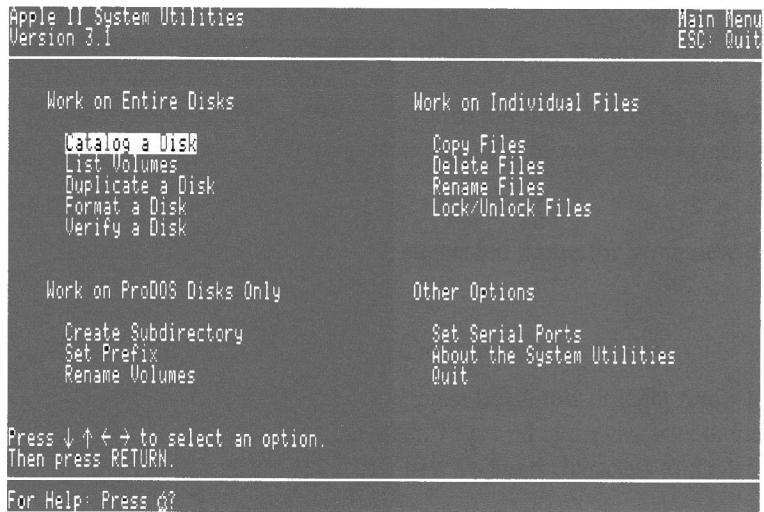 Apple II System Utilities
Main Menu
Version 3.1
ESC: Quit
Work on Entire Disks
Catalog a Disk
List Volumes
Duplicate a Disk
Format a Disk
Verify a Disk
Work on Individual Files
Copy Files
Delete Files
Rename Files
Lock/Unlock Files
Work on ProDOS Disks Only
Create Subdirectory
Set Prefix
Rename Volumes
Other Options
Set Serial Ports
About the System Utilities
Quit
Press ↓ ↑ ← → to select an option.
Then press RETURN.
For Help: Press ?